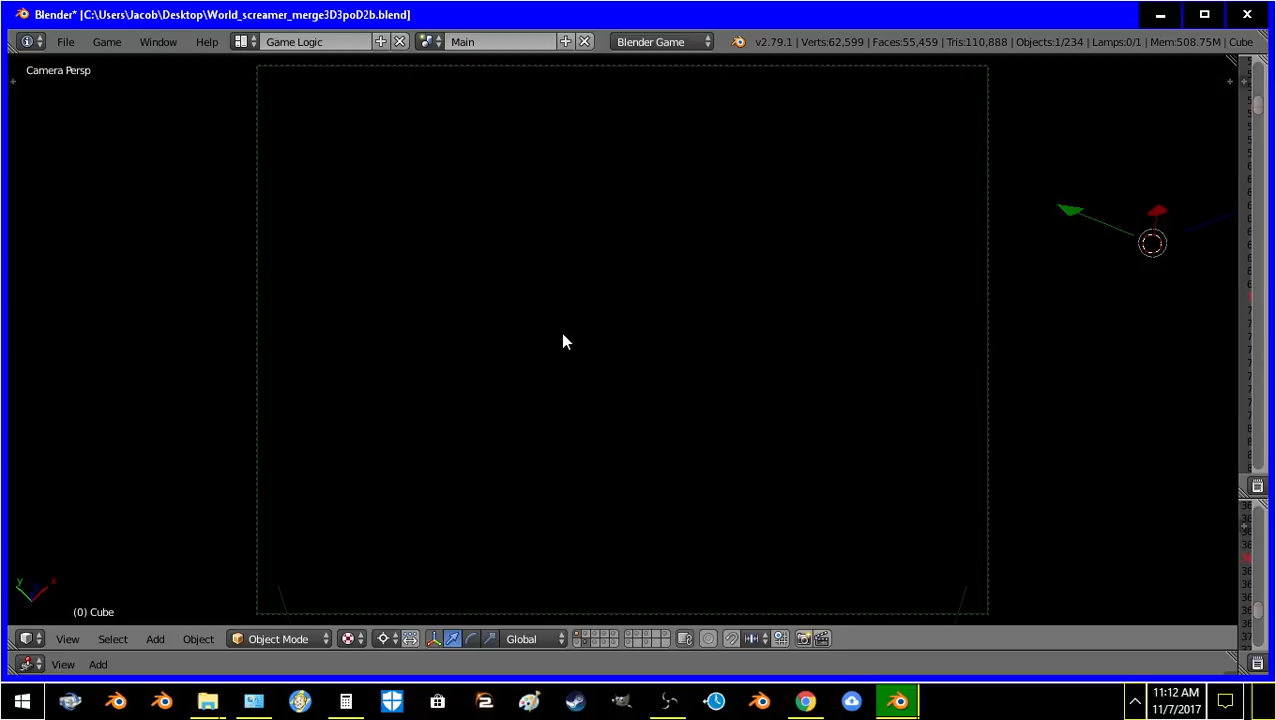 Blender* [C:\Users\Jacob\Desktop\World_screamer_merge3D3poD2b.blend]
File Game Window Help Game Logic Main Blender Game v2.79.1 | Verts:62,599 | Faces:55,459 | Tris:110,888 | Objects:1/234 | Lamps:0/1 | Mem:508.75M | Cube
Camera Persp
y x
(0) Cube
View Select Add Object Object Mode Global
View Add
11:12 AM
11/7/2017